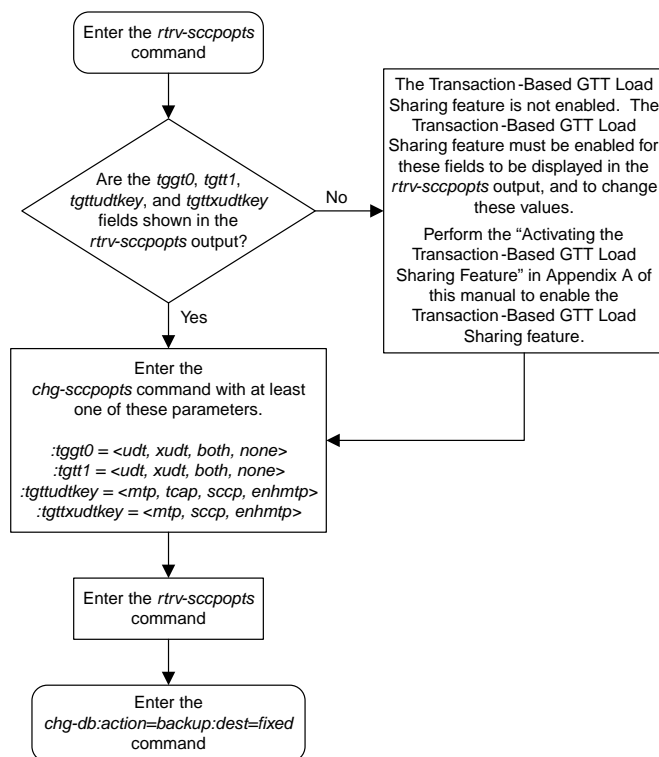 Enter the rtrv-sccpopts
command
Are the tggt0, tgtt1,
tgttudtkey, and tgttxudtkey
fields shown in the
rtrv-sccpopts output?
No
The Transaction-Based GTT Load
Sharing feature is not enabled. The
Transaction-Based GTT Load
Sharing feature must be enabled for
these fields to be displayed in the
rtrv-sccpopts output, and to change
these values.
Perform the “Activating the
Transaction-Based GTT Load
Sharing Feature” in Appendix A of
this manual to enable the
Transaction-Based GTT Load
Sharing feature.
Yes
Enter the
chg-sccpopts command with at least
one of these parameters.
:tggt0 = <udt, xudt, both, none>
:tgtt1 = <udt, xudt, both, none>
:tgttudtkey = <mtp, tcap, sccp, enhmtp>
:tgttxudtkey = <mtp, sccp, enhmtp>
Enter the rtrv-sccpopts
command
Enter the
chg-db:action=backup:dest=fixed
command